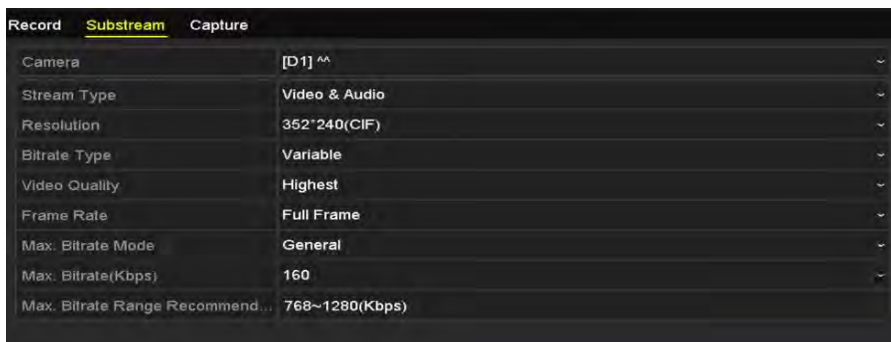 Record Substream Capture
Camera [D1] ^^
Stream Type Video & Audio
Resolution 352*240(CIF)
Bitrate Type Variable
Video Quality Highest
Frame Rate Full Frame
Max. Bitrate Mode General
Max. Bitrate(Kbps) 160
Max. Bitrate Range Recommend... 768~1280(Kbps)